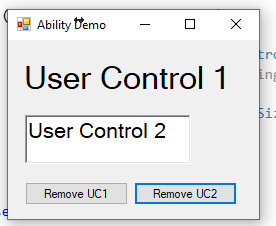 Ability Demo
User Control 1
User Control 2
Remove UC1 Remove UC2